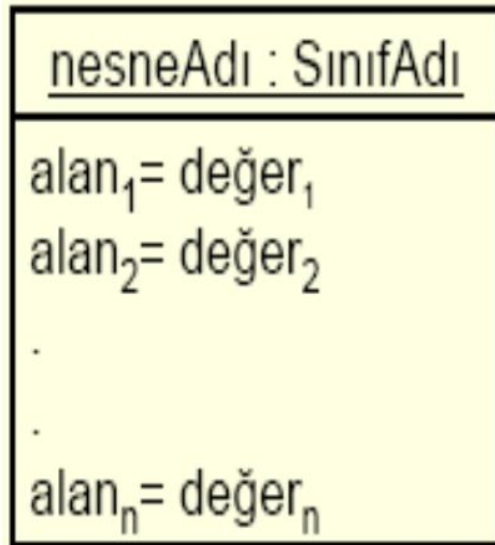 nesneAdı : SınıfAdı
alan₁= değer₁
alan₂= değer₂
.
.
alanₙ= değerₙ